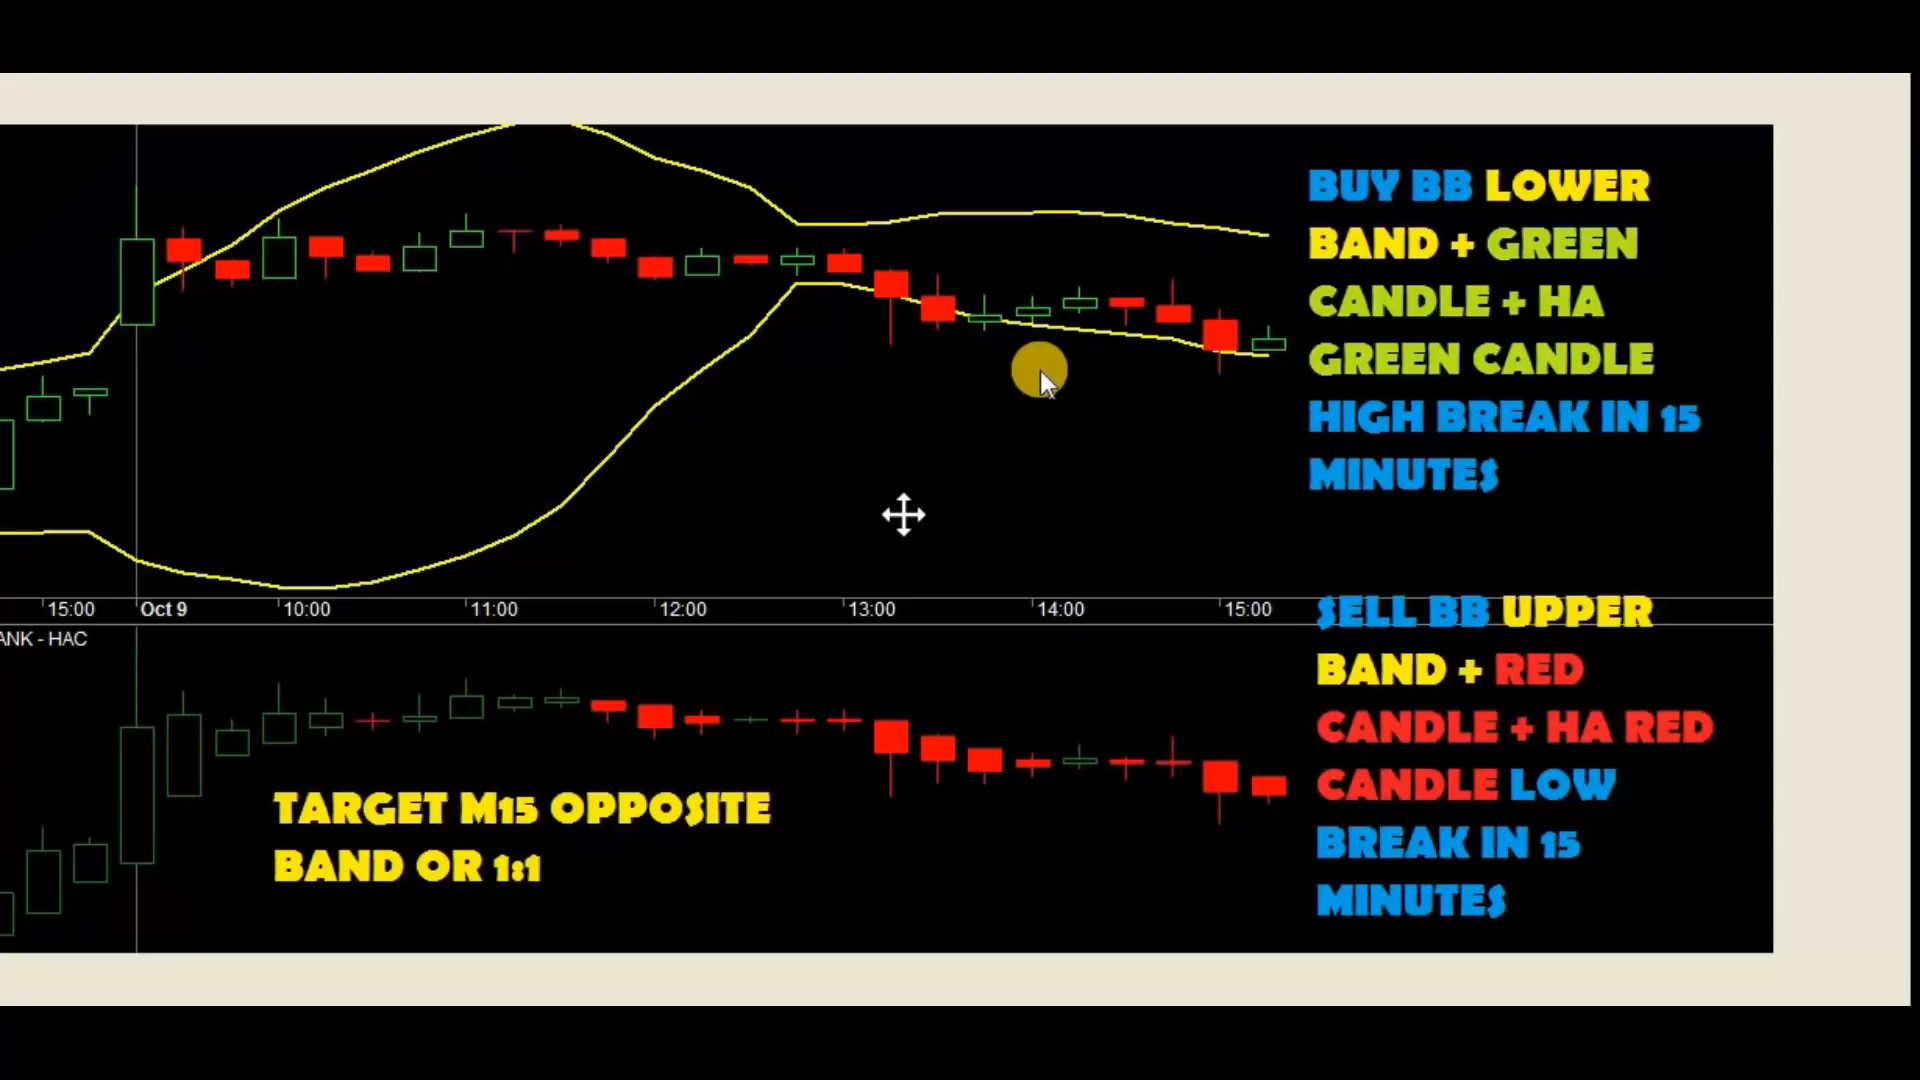 BUY BB LOWER
BAND + GREEN
CANDLE + HA
GREEN CANDLE
HIGH BREAK IN 15
MINUTES
15:00 Oct 9 10:00 11:00 12:00 13:00 14:00 15:00
SELL BB UPPER
BAND + RED
CANDLE + HA RED
CANDLE LOW
BREAK IN 15
MINUTES
ANK - HAC
TARGET M15 OPPOSITE
BAND OR 1:1